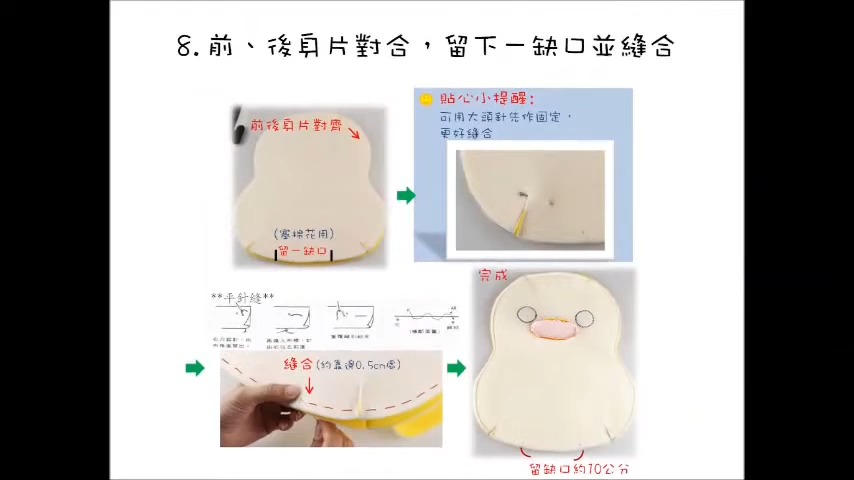 8.前、後身片對合，留下一缺口並縫合
前後身片對齊
(塞棉花用)
留一缺口
貼心小提醒:
可用大頭針先作固定，
更好縫合
**平針縫**
縫合(約靠邊0.5cm處)
完成
留缺口約10公分